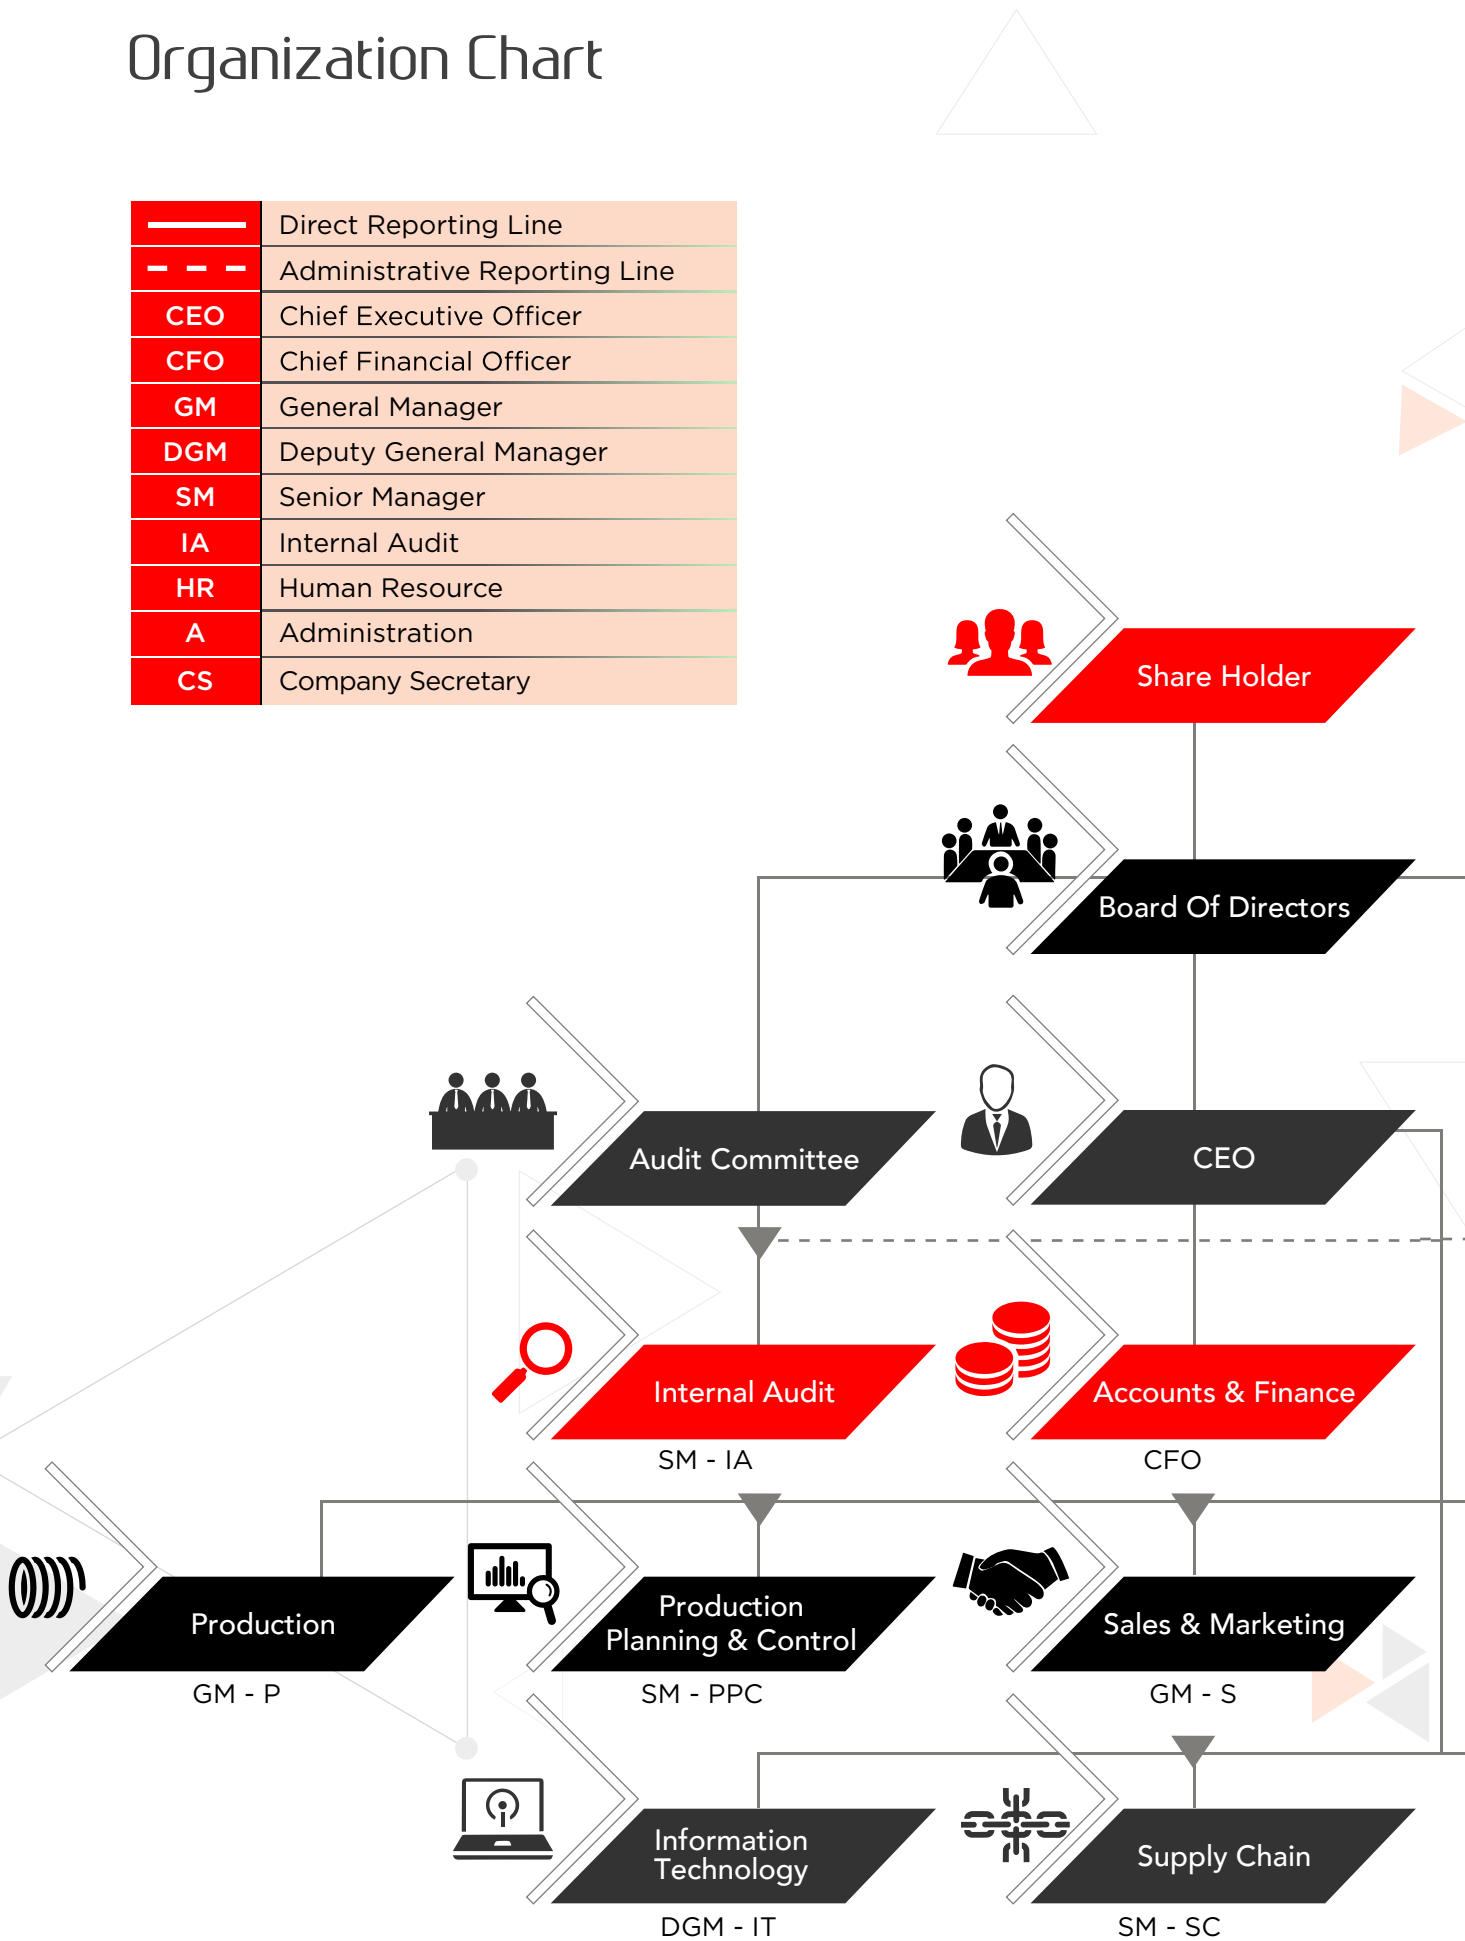 Organization Chart
Direct Reporting Line
Administrative Reporting Line
CEO Chief Executive Officer
CFO Chief Financial Officer
GM General Manager
DGM Deputy General Manager
SM Senior Manager
IA Internal Audit
HR Human Resource
A Administration
CS Company Secretary
Share Holder
Board Of Directors
Audit Committee
CEO
Internal Audit
SM - IA
Accounts & Finance
CFO
Production
GM - P
Production
Planning & Control
SM - PPC
Sales & Marketing
GM - S
Information
Technology
DGM - IT
Supply Chain
SM - SC